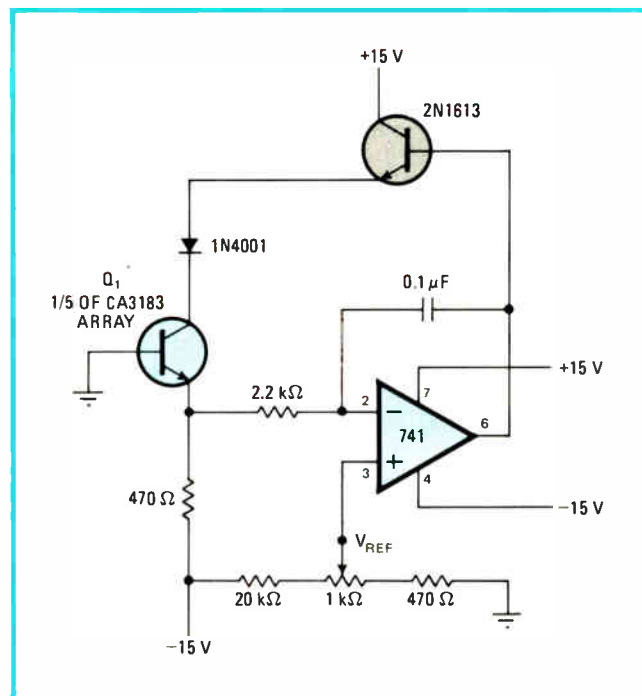 +15 V
2N1613
1N4001
Q₁
1/5 OF CA3183
ARRAY
0.1 μF
2.2 kΩ
2
7
+15 V
741
6
3
4
470 Ω
−15 V
V_REF
20 kΩ
1 kΩ
470 Ω
−15 V